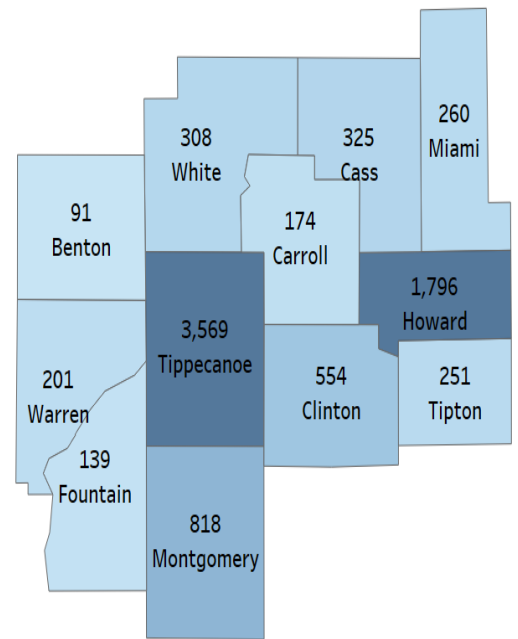 260
Miami
308
White
325
Cass
91
Benton
174
Carroll
1,796
Howard
3,569
Tippecanoe
201
Warren
554
Clinton
251
Tipton
139
Fountain
818
Montgomery